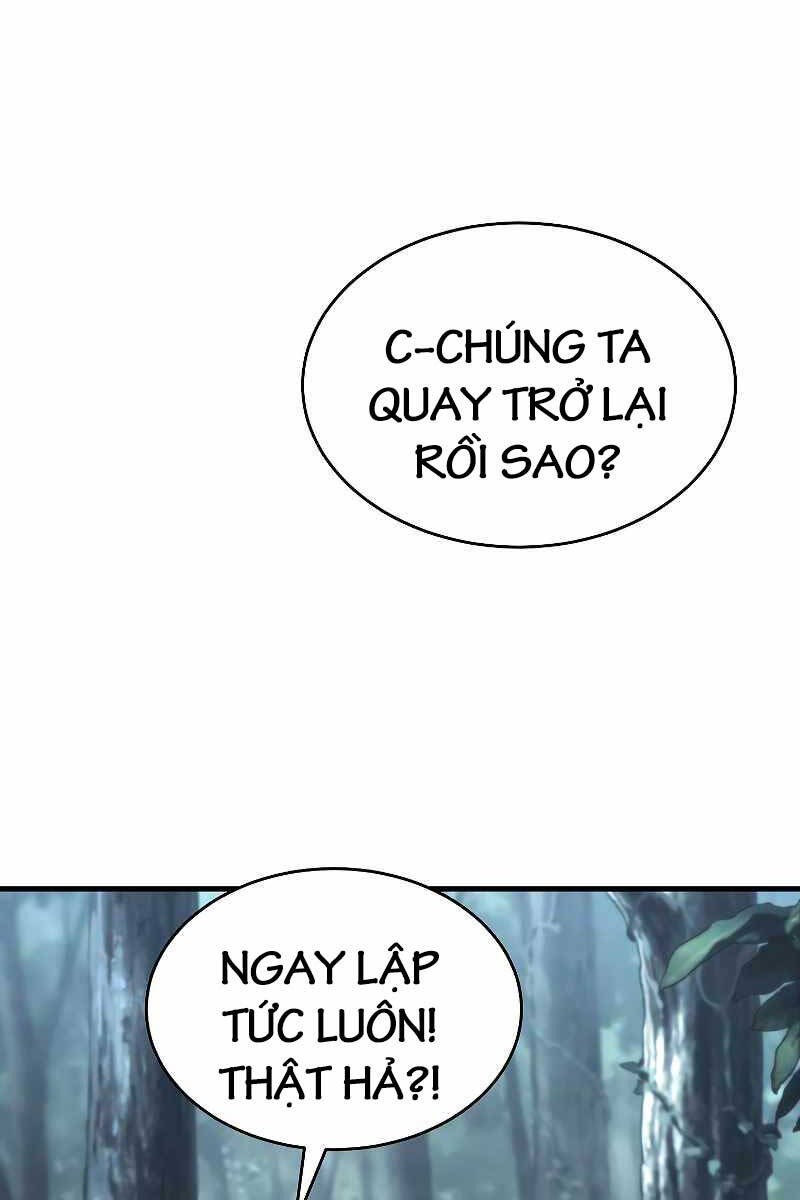 C-CHÚNG TA
QUAY TRỞ LẠI
RỒI SAO?
NGAY LẬP
TỨC LUÔN!
THẬT HẢ?!